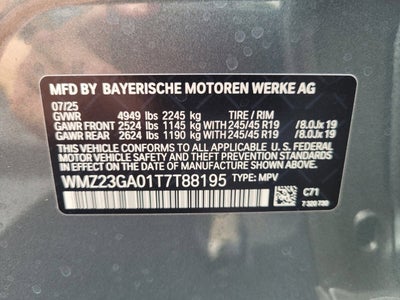 MFD BY BAYERISCHE MOTOREN WERKE AG
07/25
GVWR 4949 lbs 2245 kg TIRE / RIM
GAWR FRONT 2524 lbs 1145 kg WITH 245/45 R19 /8.0Jx19
GAWR REAR 2624 lbs 1190 kg WITH 245/45 R19 /8.0Jx19
THIS VEHICLE CONFORMS TO ALL APPLICABLE U.S. FEDERAL
MOTOR VEHICLE SAFETY STANDARDS IN EFFECT ON THE
DATE OF MANUFACTURE SHOWN ABOVE.
WMZ23GA01T7T88195 TYPE: MPV
C71
7 320 730